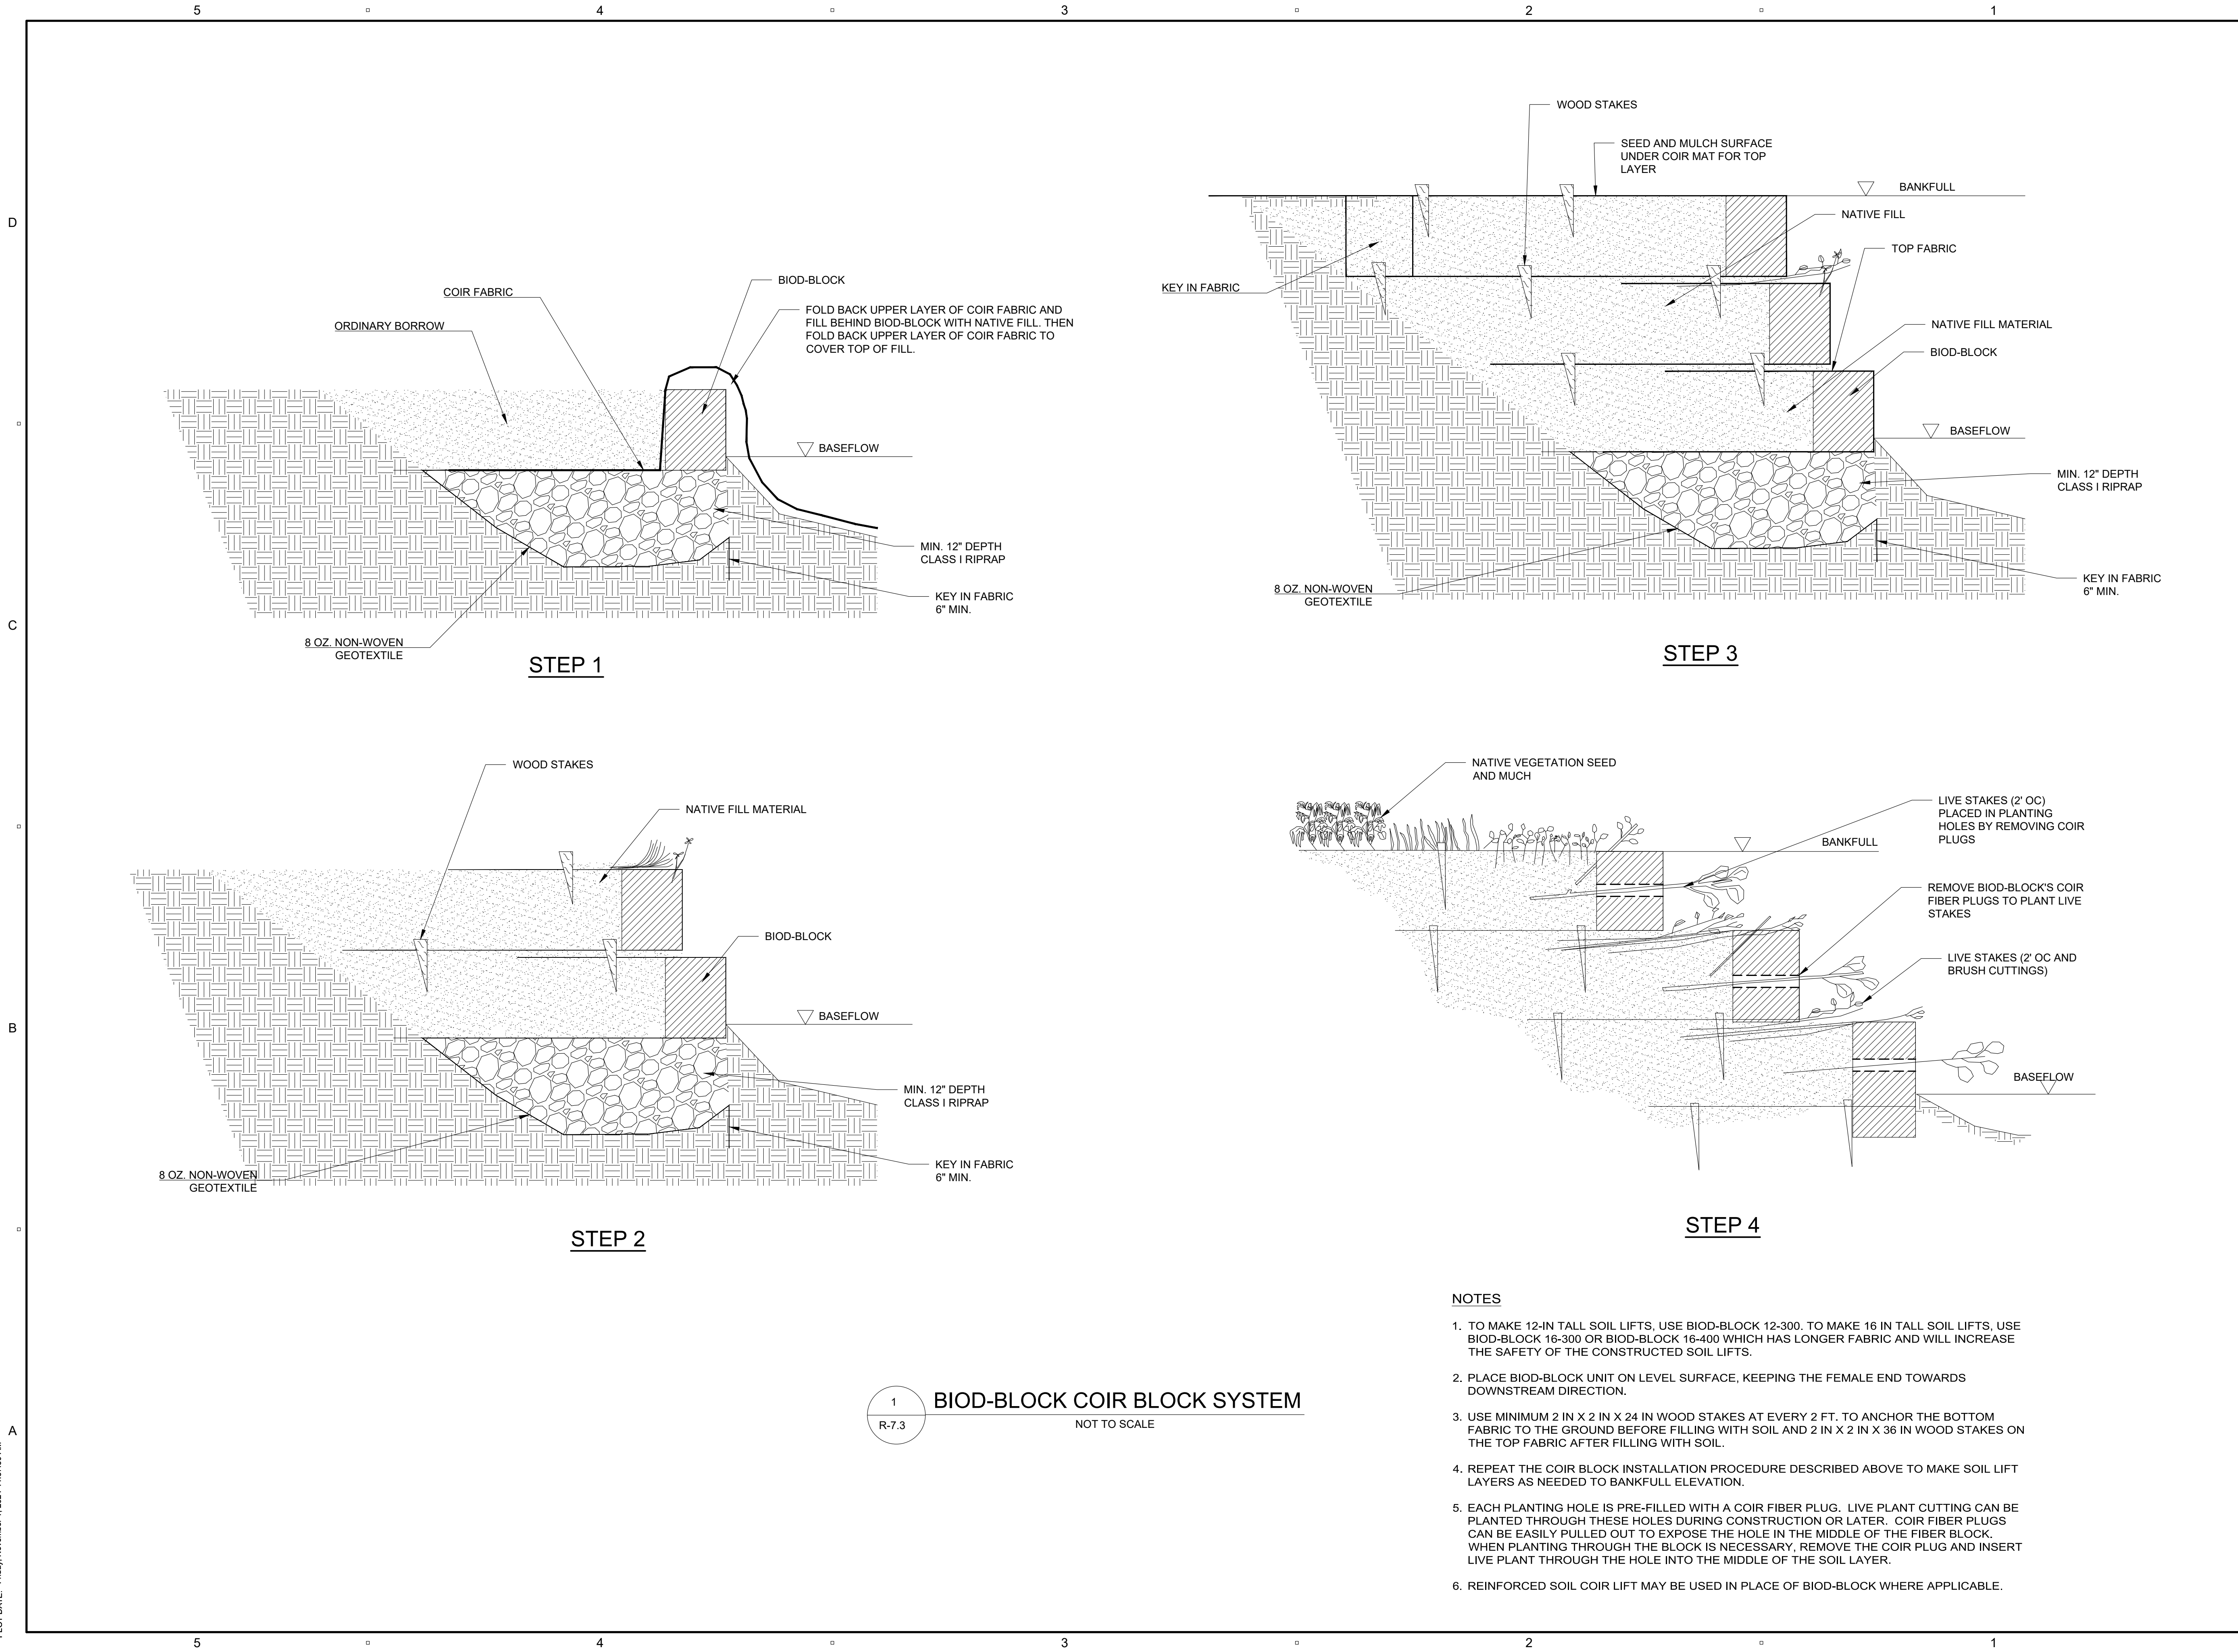 5 4 3 2 1
D
C
B
A
COIR FABRIC
ORDINARY BORROW
BIOD-BLOCK
FOLD BACK UPPER LAYER OF COIR FABRIC AND
FILL BEHIND BIOD-BLOCK WITH NATIVE FILL. THEN
FOLD BACK UPPER LAYER OF COIR FABRIC TO
COVER TOP OF FILL.
BASEFLOW
MIN. 12" DEPTH
CLASS I RIPRAP
KEY IN FABRIC
6" MIN.
8 OZ. NON-WOVEN
GEOTEXTILE
STEP 1
WOOD STAKES
SEED AND MULCH SURFACE
UNDER COIR MAT FOR TOP
LAYER
BANKFULL
NATIVE FILL
TOP FABRIC
KEY IN FABRIC
NATIVE FILL MATERIAL
BIOD-BLOCK
BASEFLOW
MIN. 12" DEPTH
CLASS I RIPRAP
KEY IN FABRIC
6" MIN.
8 OZ. NON-WOVEN
GEOTEXTILE
STEP 3
WOOD STAKES
NATIVE FILL MATERIAL
BIOD-BLOCK
BASEFLOW
MIN. 12" DEPTH
CLASS I RIPRAP
KEY IN FABRIC
6" MIN.
8 OZ. NON-WOVEN
GEOTEXTILE
STEP 2
NATIVE VEGETATION SEED
AND MUCH
LIVE STAKES (2' OC)
PLACED IN PLANTING
HOLES BY REMOVING COIR
PLUGS
BANKFULL
REMOVE BIOD-BLOCK'S COIR
FIBER PLUGS TO PLANT LIVE
STAKES
LIVE STAKES (2' OC AND
BRUSH CUTTINGS)
BASEFLOW
STEP 4
1
R-7.3
BIOD-BLOCK COIR BLOCK SYSTEM
NOT TO SCALE
NOTES
1. TO MAKE 12-IN TALL SOIL LIFTS, USE BIOD-BLOCK 12-300. TO MAKE 16 IN TALL SOIL LIFTS, USE
BIOD-BLOCK 16-300 OR BIOD-BLOCK 16-400 WHICH HAS LONGER FABRIC AND WILL INCREASE
THE SAFETY OF THE CONSTRUCTED SOIL LIFTS.
2. PLACE BIOD-BLOCK UNIT ON LEVEL SURFACE, KEEPING THE FEMALE END TOWARDS
DOWNSTREAM DIRECTION.
3. USE MINIMUM 2 IN X 2 IN X 24 IN WOOD STAKES AT EVERY 2 FT. TO ANCHOR THE BOTTOM
FABRIC TO THE GROUND BEFORE FILLING WITH SOIL AND 2 IN X 2 IN X 36 IN WOOD STAKES ON
THE TOP FABRIC AFTER FILLING WITH SOIL.
4. REPEAT THE COIR BLOCK INSTALLATION PROCEDURE DESCRIBED ABOVE TO MAKE SOIL LIFT
LAYERS AS NEEDED TO BANKFULL ELEVATION.
5. EACH PLANTING HOLE IS PRE-FILLED WITH A COIR FIBER PLUG. LIVE PLANT CUTTING CAN BE
PLANTED THROUGH THESE HOLES DURING CONSTRUCTION OR LATER. COIR FIBER PLUGS
CAN BE EASILY PULLED OUT TO EXPOSE THE HOLE IN THE MIDDLE OF THE FIBER BLOCK.
WHEN PLANTING THROUGH THE BLOCK IS NECESSARY, REMOVE THE COIR PLUG AND INSERT
LIVE PLANT THROUGH THE HOLE INTO THE MIDDLE OF THE SOIL LAYER.
6. REINFORCED SOIL COIR LIFT MAY BE USED IN PLACE OF BIOD-BLOCK WHERE APPLICABLE.
5 4 3 2 1